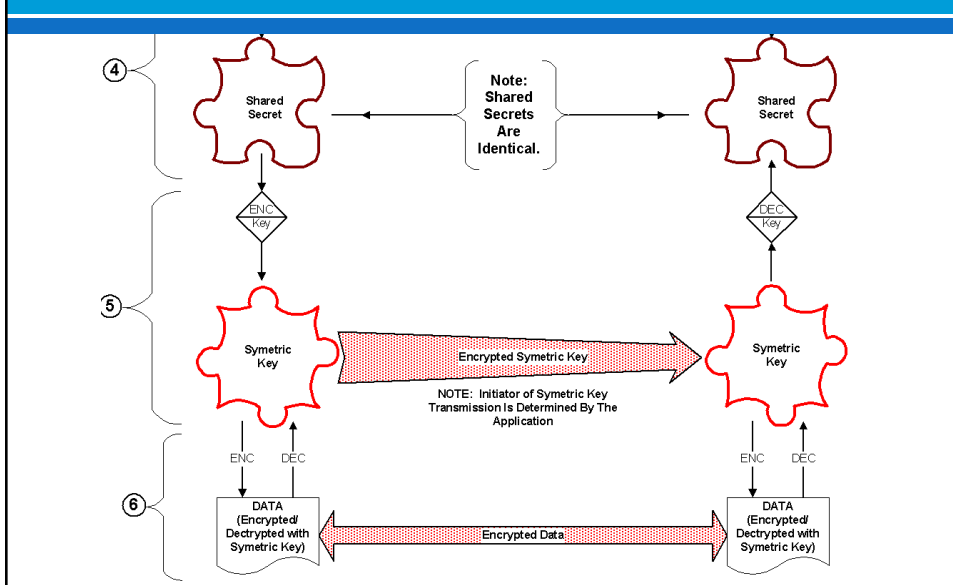 4
Shared
Secret
Note:
Shared
Secrets
Are
Identical.
Shared
Secret
ENC
Key
DEC
Key
5
Symetric
Key
Encrypted Symetric Key
Symetric
Key
NOTE: Initiator of Symetric Key
Transmission Is Determined By The
Application
ENC
DEC
ENC
DEC
6
DATA
(Encrypted/
Dectrypted with
Symetric Key)
Encrypted Data
DATA
(Encrypted/
Dectrypted with
Symetric Key)